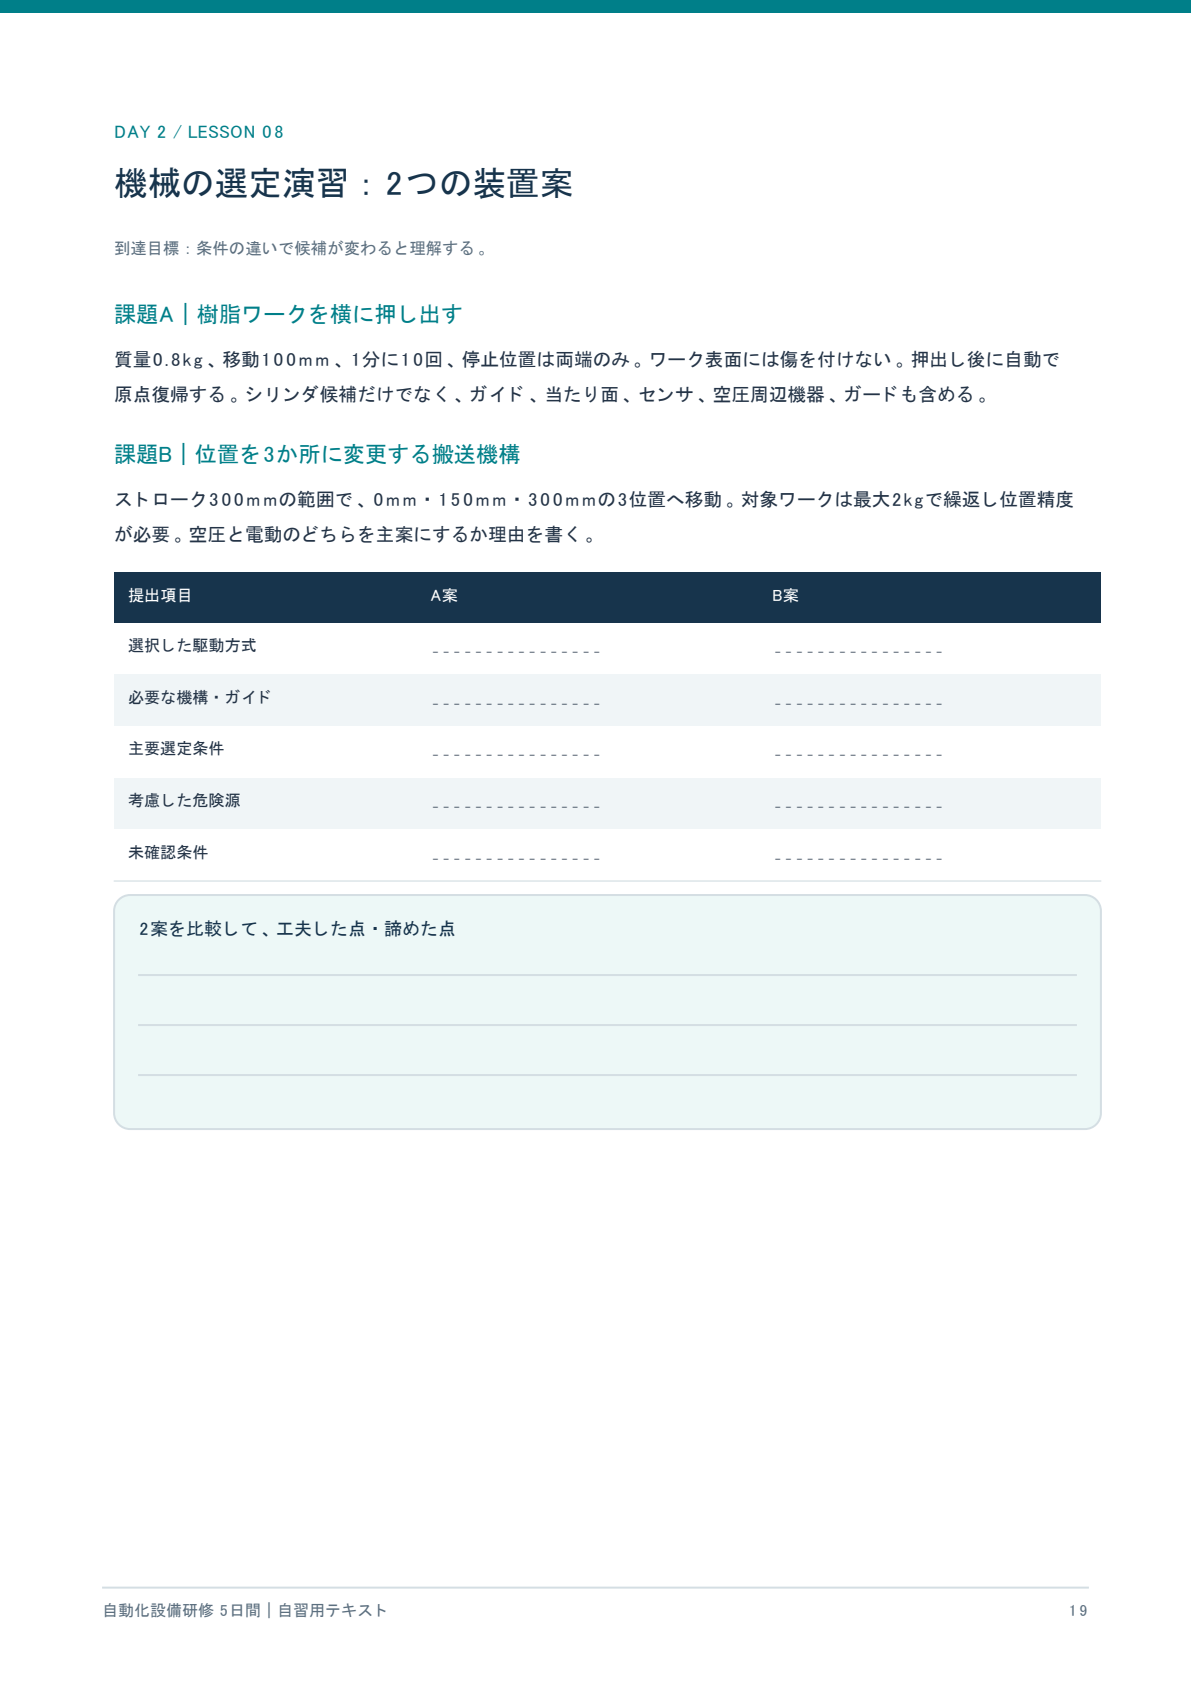 DAY 2 / LESSON 08
機械の選定演習：2つの装置案
到達目標：条件の違いで候補が変わると理解する。
課題A｜樹脂ワークを横に押し出す
質量0.8kg、移動100mm、1分に10回、停止位置は両端のみ。ワーク表面には傷を付けない。押出し後に自動で
原点復帰する。シリンダ候補だけでなく、ガイド、当たり面、センサ、空圧周辺機器、ガードも含める。
課題B｜位置を3か所に変更する搬送機構
ストローク300mmの範囲で、0mm・150mm・300mmの3位置へ移動。対象ワークは最大2kgで繰返し位置精度
が必要。空圧と電動のどちらを主案にするか理由を書く。
提出項目 A案 B案
選択した駆動方式 ---------------- ----------------
必要な機構・ガイド ---------------- ----------------
主要選定条件 ---------------- ----------------
考慮した危険源 ---------------- ----------------
未確認条件 ---------------- ----------------
2案を比較して、工夫した点・諦めた点
自動化設備研修 5日間｜自習用テキスト 19